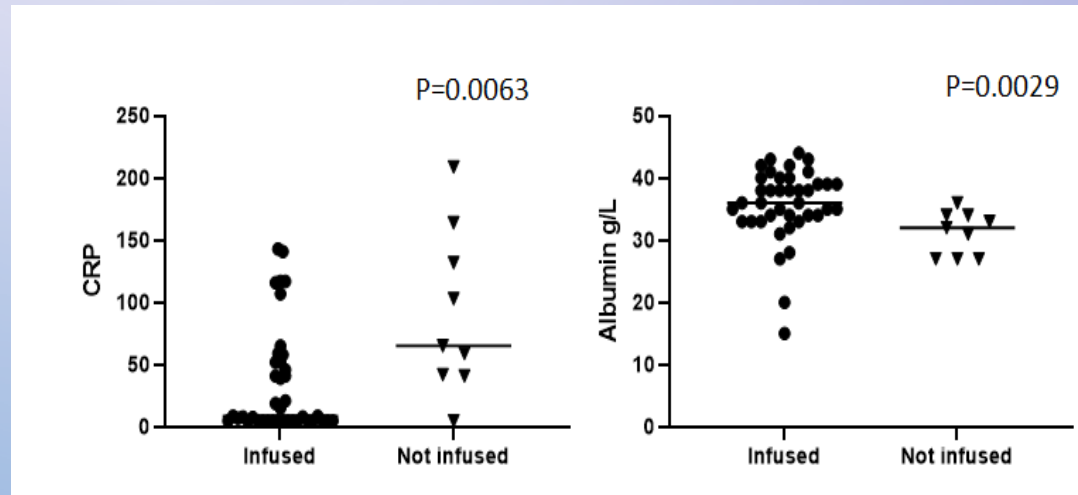 P=0.0063
250
200
150
100
50
0
CRP
Infused
Not infused
P=0.0029
50
40
30
20
10
0
Albumin g/L
Infused
Not infused